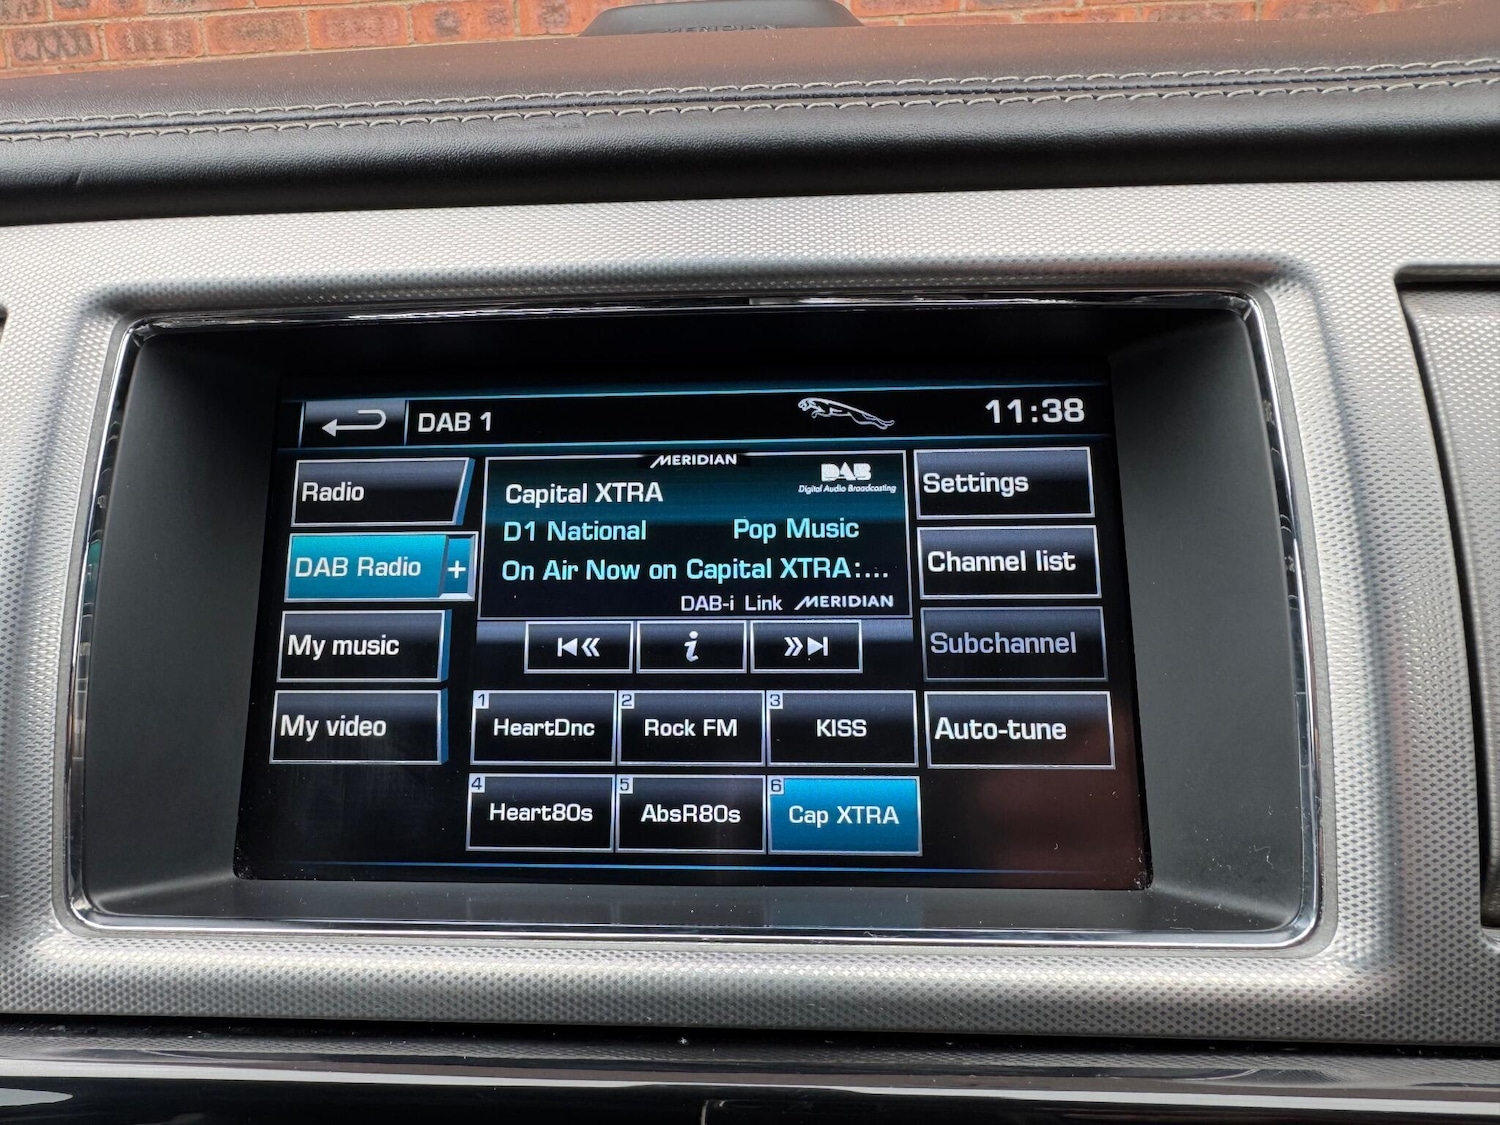 MERIDIAN
DAB 1
11:38
Radio
DAB Radio +
My music
My video
MERIDIAN
DAB
Digital Audio Broadcasting
Capital XTRA
D1 National Pop Music
On Air Now on Capital XTRA:...
DAB-i Link MERIDIAN
i
1 HeartDnc
2 Rock FM
3 KISS
4 Heart80s
5 AbsR80s
6 Cap XTRA
Settings
Channel list
Subchannel
Auto-tune